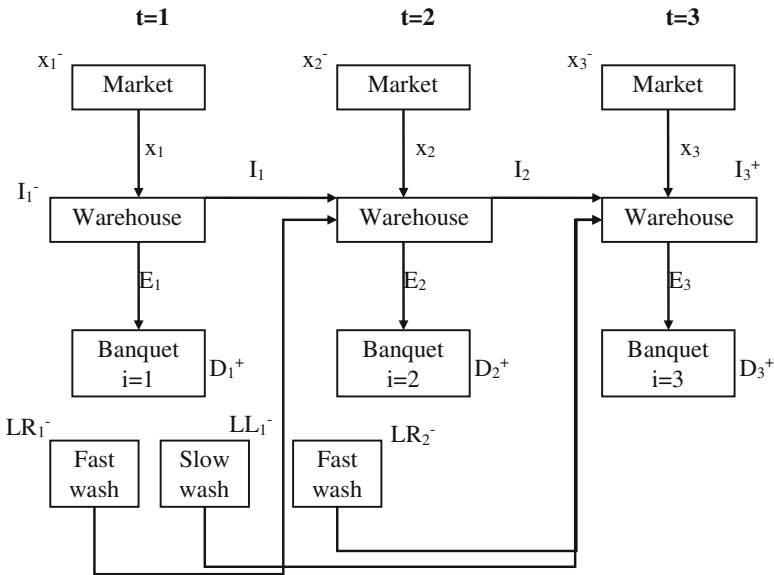 t=1 t=2 t=3
x₁⁻ x₂⁻ x₃⁻
Market Market Market
x₁ x₂ x₃
I₁⁻ I₁ I₂ I₃⁺
Warehouse Warehouse Warehouse
E₁ E₂ E₃
Banquet Banquet Banquet
i=1 D₁⁺ i=2 D₂⁺ i=3 D₃⁺
LR₁⁻ LL₁⁻ LR₂⁻
Fast Slow Fast
wash wash wash